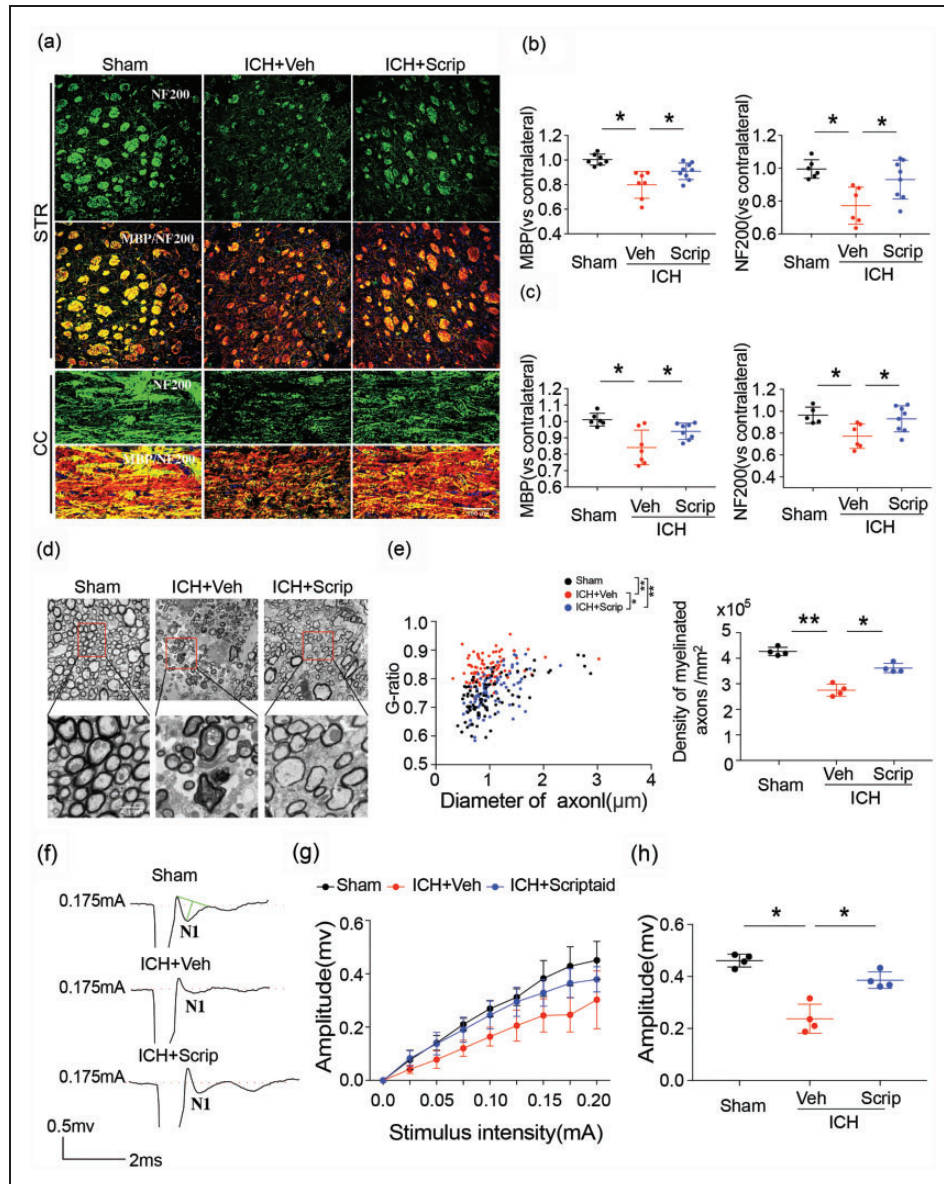 (a)
Sham ICH+Veh ICH+Scrip
STR
NF200
MBP/NF200
CC
NF200
MBP/NF200
(b)
MBP(vs contralateral)
1.2
1.0
0.8
0.6
0.4
* *
Sham Veh Scrip
ICH
NF200(vs contralateral)
1.2
1.0
0.8
0.6
* *
Sham Veh Scrip
ICH
(c)
MBP(vs contralateral)
1.2
1.1
1.0
0.9
0.8
0.7
0.6
* *
Sham Veh Scrip
ICH
NF200(vs contralateral)
1.2
1.0
0.8
0.6
0.4
* *
Sham Veh Scrip
ICH
(d)
Sham ICH+Veh ICH+Scrip
(e)
Sham
ICH+Veh
ICH+Scrip
* ** **
G-ratio
1.0
0.9
0.8
0.7
0.6
0.5
0 1 2 3 4
Diameter of axonl(μm)
Density of myelinated
axons /mm2
5×10⁵
4×10⁵
3×10⁵
2×10⁵
1×10⁵
0
** *
Sham Veh Scrip
ICH
(f)
Sham
0.175mA
N1
ICH+Veh
0.175mA
N1
ICH+Scrip
0.175mA
N1
0.5mv
2ms
(g)
Sham ICH+Veh ICH+Scriptaid
Amplitude(mv)
0.6
0.4
0.2
0.0
0.0 0.05 0.10 0.15 0.20
Stimulus intensity(mA)
(h)
Amplitude(mv)
0.6
0.4
0.2
0.0
* *
Sham Veh Scrip
ICH